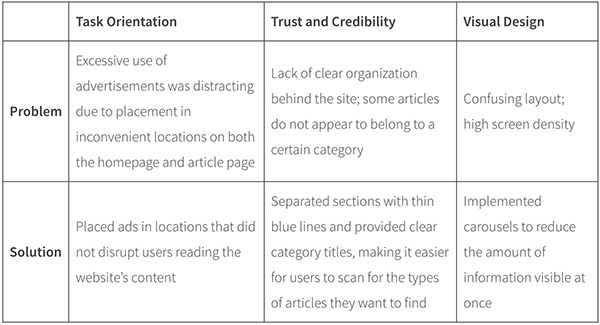 Task Orientation
Trust and Credibility
Visual Design
Problem
Excessive use of
advertisements was distracting
due to placement in
inconvenient locations on both
the homepage and article page
Lack of clear organization
behind the site; some articles
do not appear to belong to a
certain category
Confusing layout;
high screen density
Solution
Placed ads in locations that did
not disrupt users reading the
website's content
Separated sections with thin
blue lines and provided clear
category titles, making it easier
for users to scan for the types
of articles they want to find
Implemented
carousels to reduce
the amount of
information visible at
once